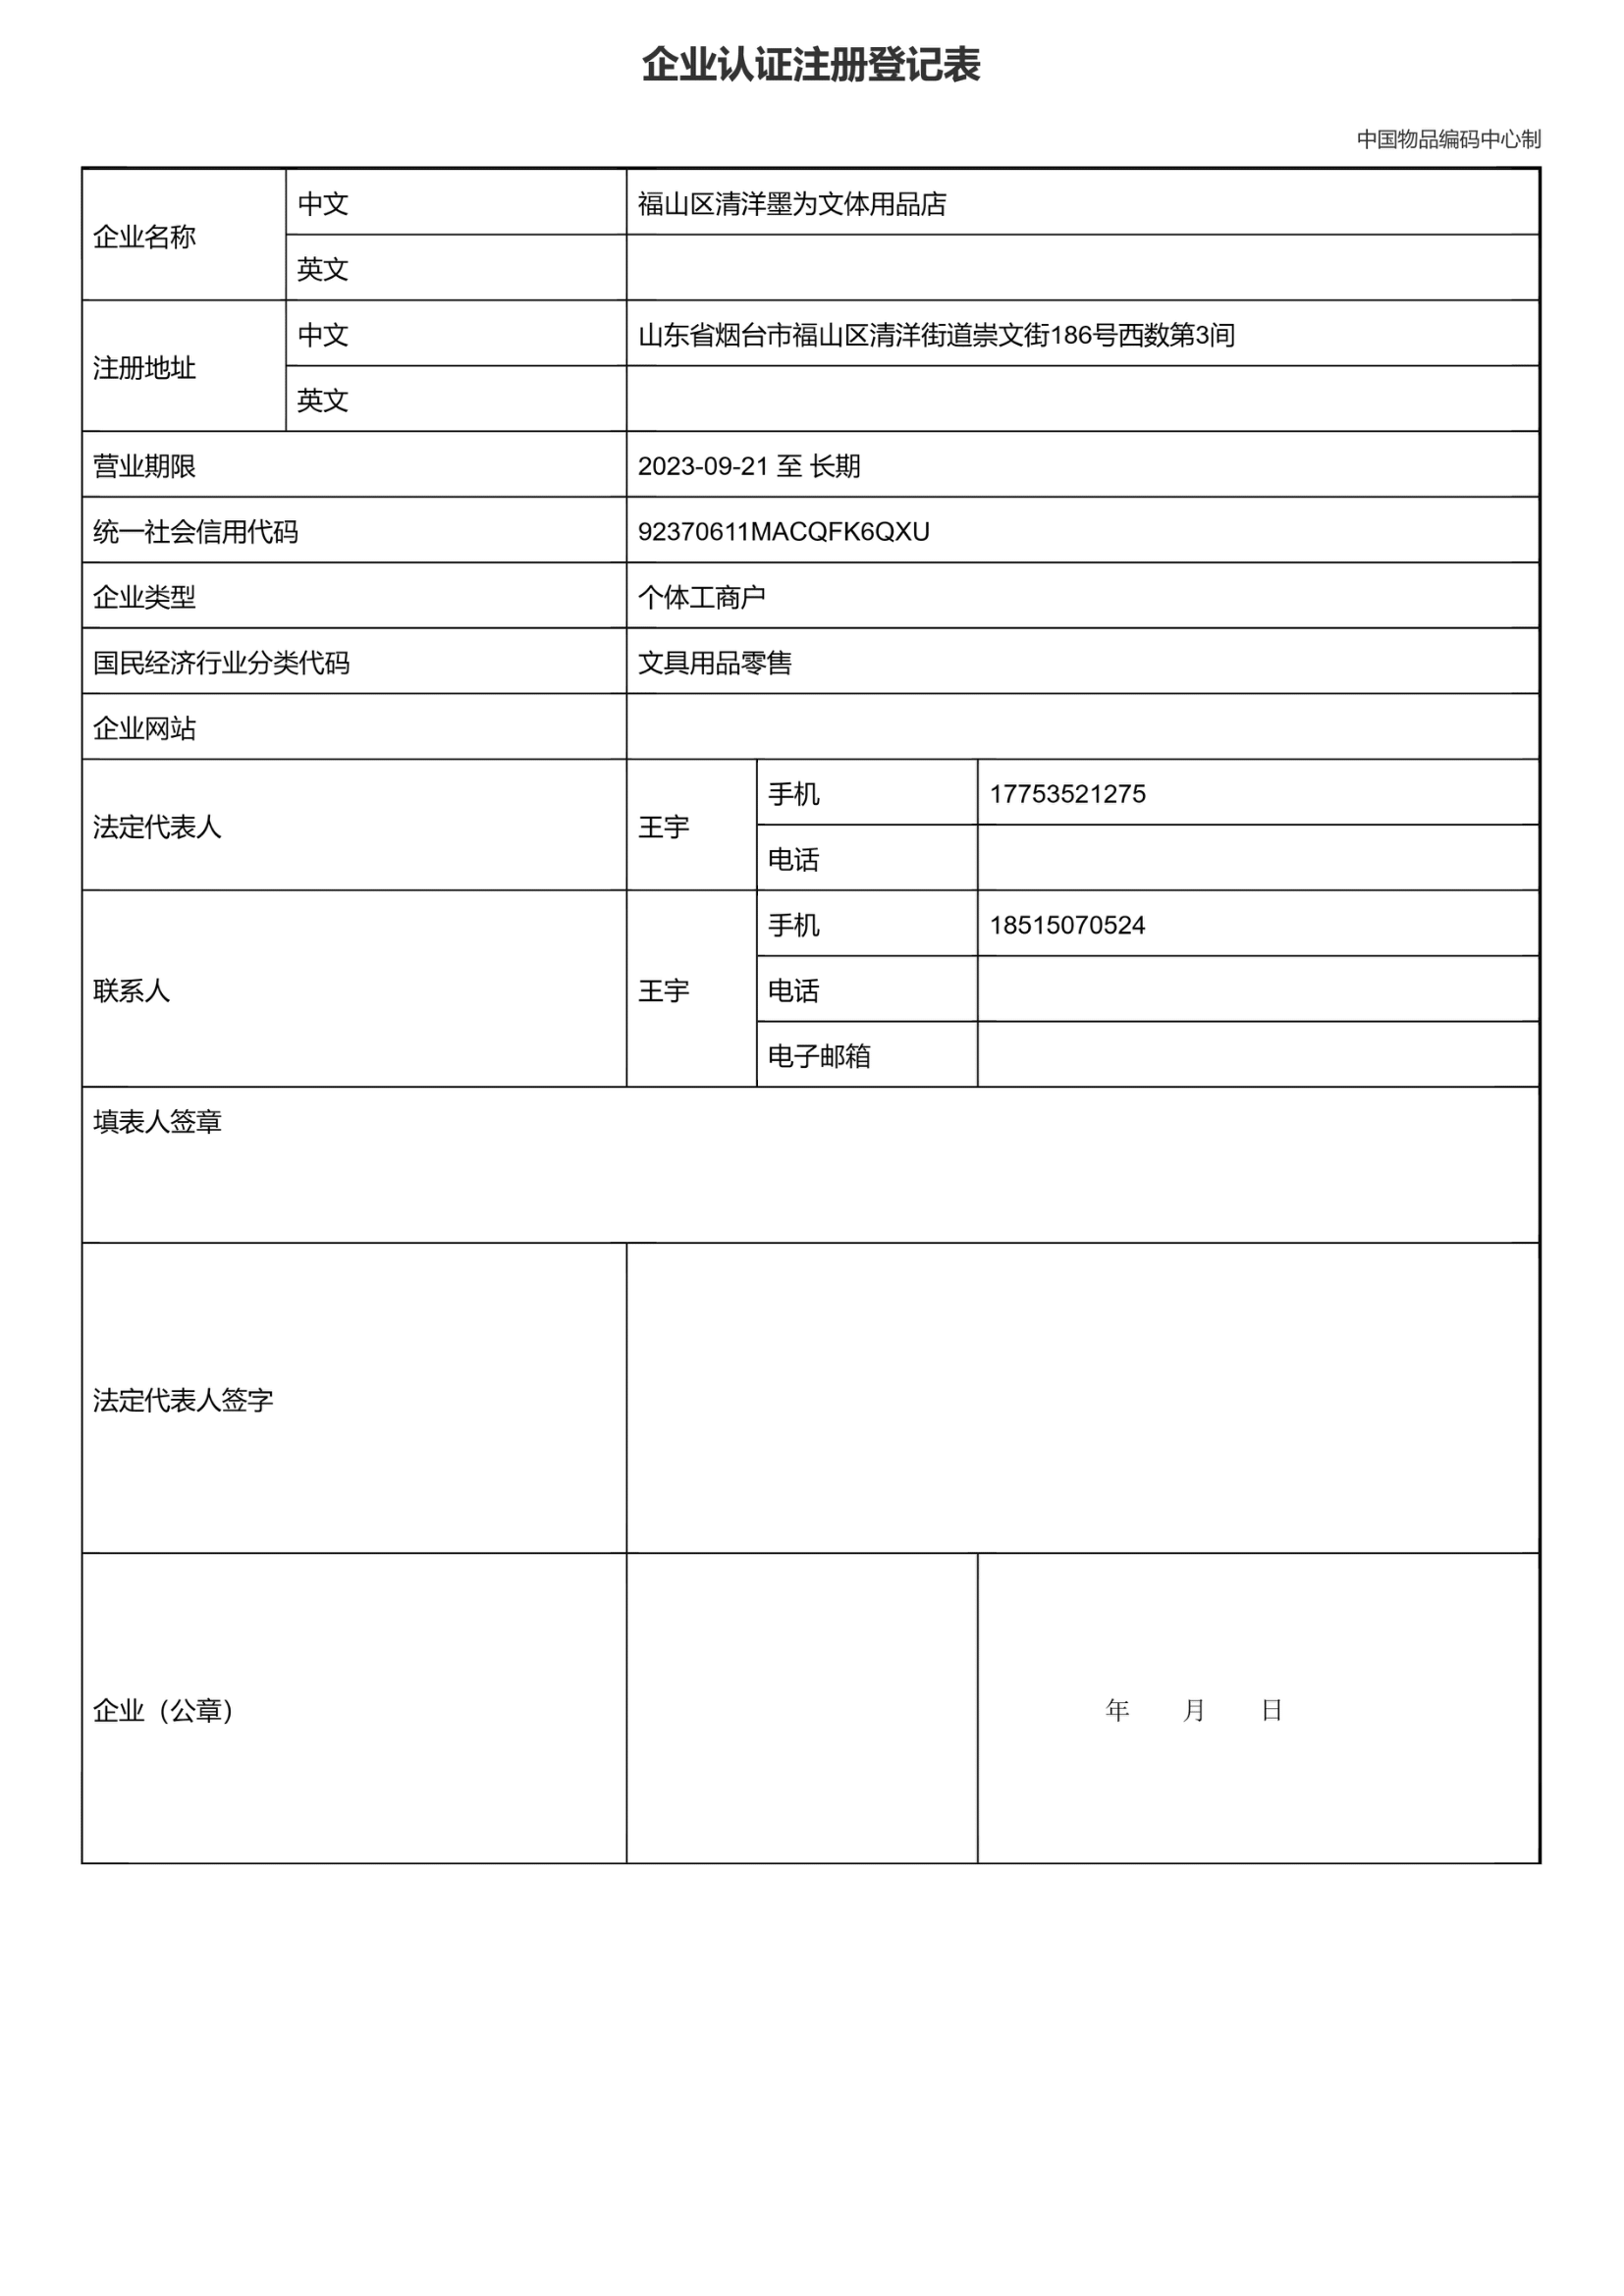 企业认证注册登记表
中国物品编码中心制
企业名称
中文
福山区清洋墨为文体用品店
英文
注册地址
中文
山东省烟台市福山区清洋街道崇文街186号西数第3间
英文
营业期限
2023-09-21 至 长期
统一社会信用代码
92370611MACQFK6QXU
企业类型
个体工商户
国民经济行业分类代码
文具用品零售
企业网站
法定代表人
王宇
手机
17753521275
电话
联系人
王宇
手机
18515070524
电话
电子邮箱
填表人签章
法定代表人签字
企业（公章）
年 月 日